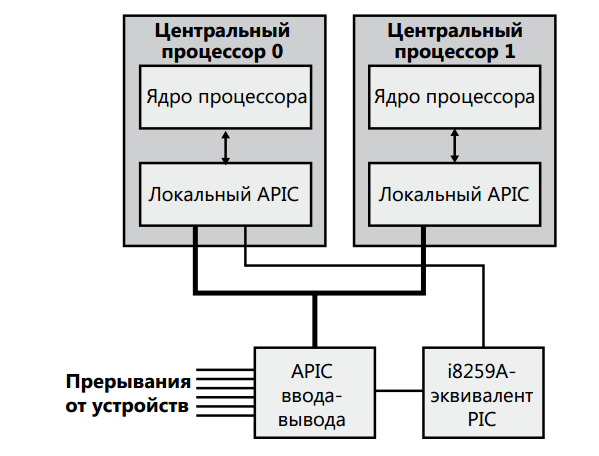 Центральный
процессор 0
Центральный
процессор 1
Ядро процессора
Ядро процессора
Локальный APIC
Локальный APIC
Прерывания
от устройств
APIC
ввода-
вывода
i8259A-
эквивалент
PIC